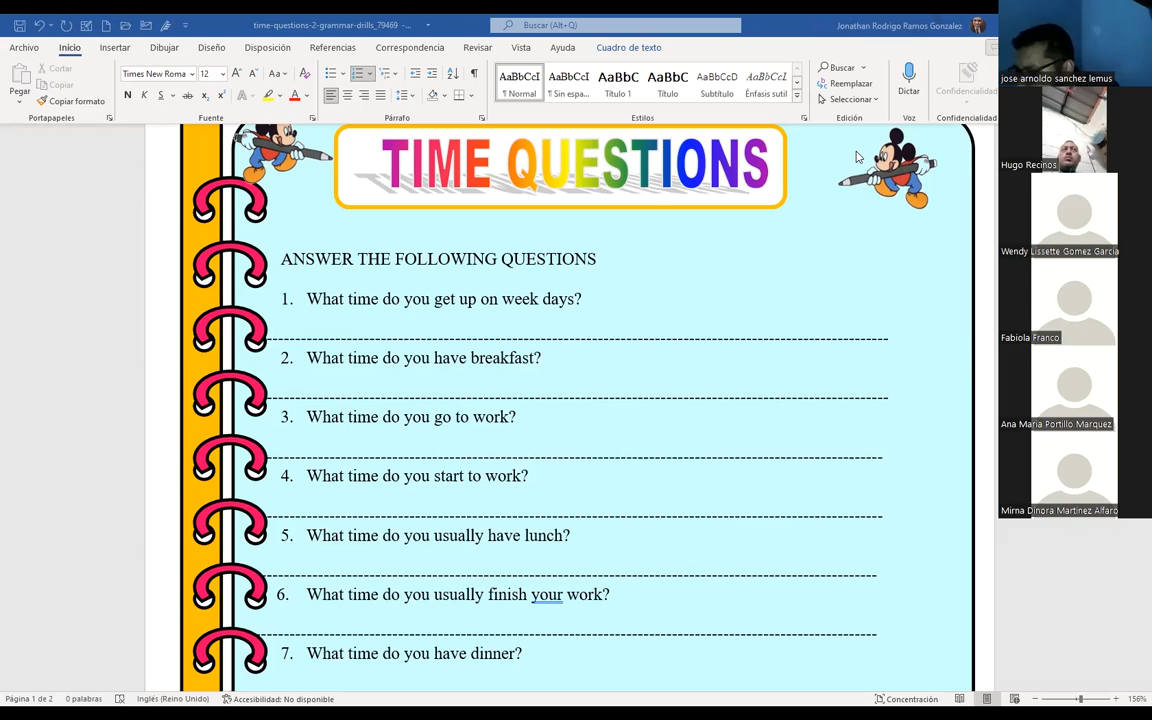 time-questions-2-grammar-drills_79469 -...
Buscar (Alt+Q)
Jonathan Rodrigo Ramos Gonzalez
Archivo Inicio Insertar Dibujar Diseño Disposición Referencias Correspondencia Revisar Vista Ayuda Cuadro de texto
Pegar
Cortar
Copiar
Copiar formato
Portapapeles
Times New Roma 12
N K S ab x₂ x²
Fuente
Párrafo
AaBbCcI AaBbCcI AaBbC AaBbC AaBbCcD AaBbCcD
¶ Normal ¶ Sin espa... Título 1 Título 2 Subtítulo Énfasis sutil
Estilos
Buscar
Reemplazar
Seleccionar
Edición
Dictar
Voz
Confidencialidad
Confidencialidad
TIME QUESTIONS
ANSWER THE FOLLOWING QUESTIONS
1. What time do you get up on week days?
2. What time do you have breakfast?
3. What time do you go to work?
4. What time do you start to work?
5. What time do you usually have lunch?
6. What time do you usually finish your work?
7. What time do you have dinner?
Página 1 de 2 0 palabras Inglés (Reino Unido) Accesibilidad: No disponible Concentración 156%
jose arnoldo sanchez lemus
Hugo Recinos
Wendy Lissette Gomez Garcia
Fabiola Franco
Ana Maria Portillo Marquez
Mirna Dinora Martinez Alfaro